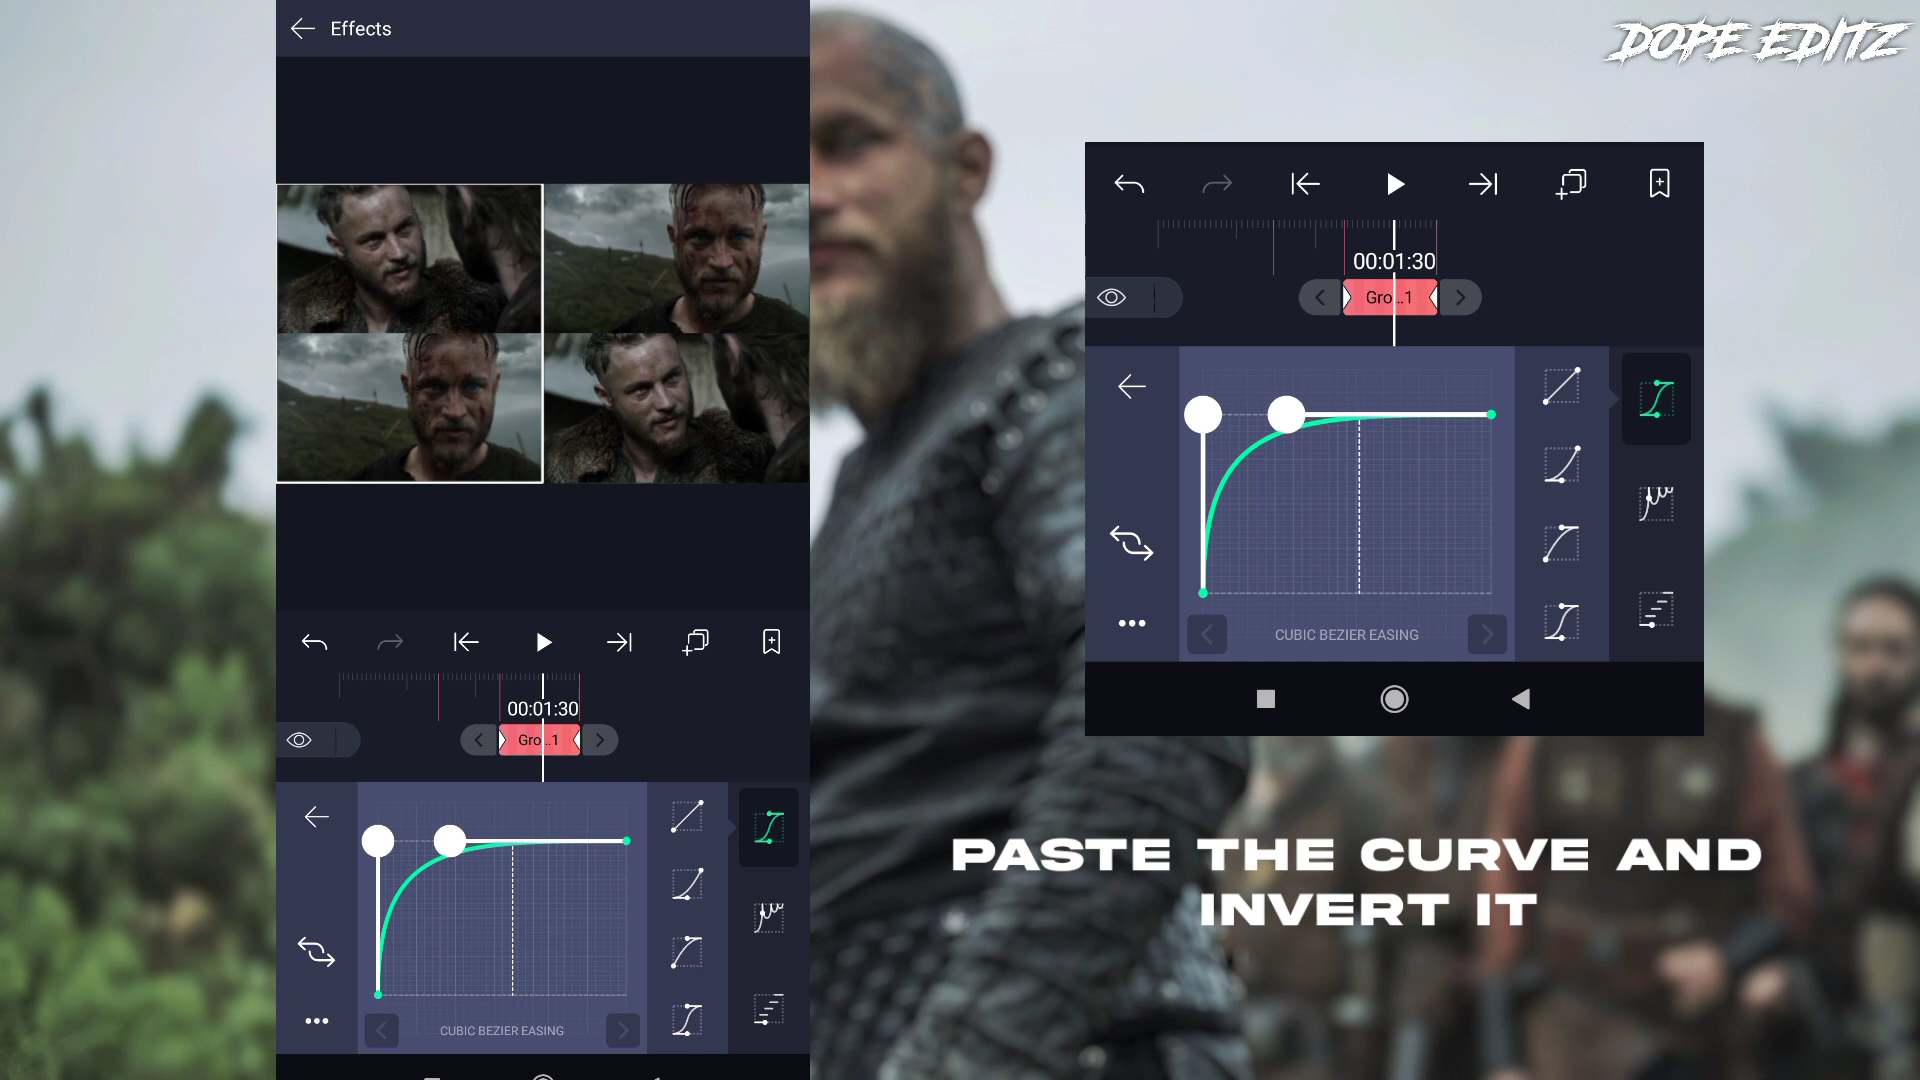 Effects
00:01:30
Gro...1
CUBIC BEZIER EASING
DOPE EDITZ
00:01:30
Gro...1
CUBIC BEZIER EASING
PASTE THE CURVE AND
INVERT IT